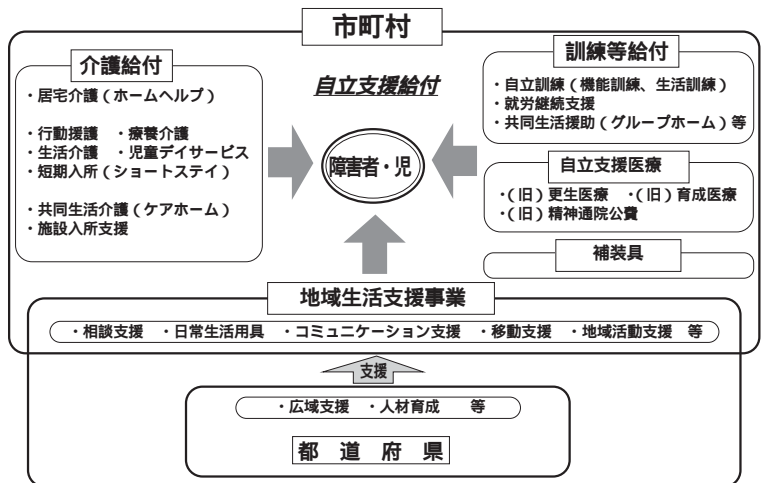 市町村
介護給付
・居宅介護(ホームヘルプ)
・行動援護 ・療養介護
・生活介護 ・児童デイサービス
・短期入所(ショートステイ)
・共同生活介護(ケアホーム)
・施設入所支援
自立支援給付
障害者・児
訓練等給付
・自立訓練(機能訓練、生活訓練)
・就労継続支援
・共同生活援助(グループホーム)等
自立支援医療
・(旧)更生医療 ・(旧)育成医療
・(旧)精神通院公費
補装具
地域生活支援事業
・相談支援 ・日常生活用具 ・コミュニケーション支援 ・移動支援 ・地域活動支援 等
支援
・広域支援 ・人材育成 等
都道府県